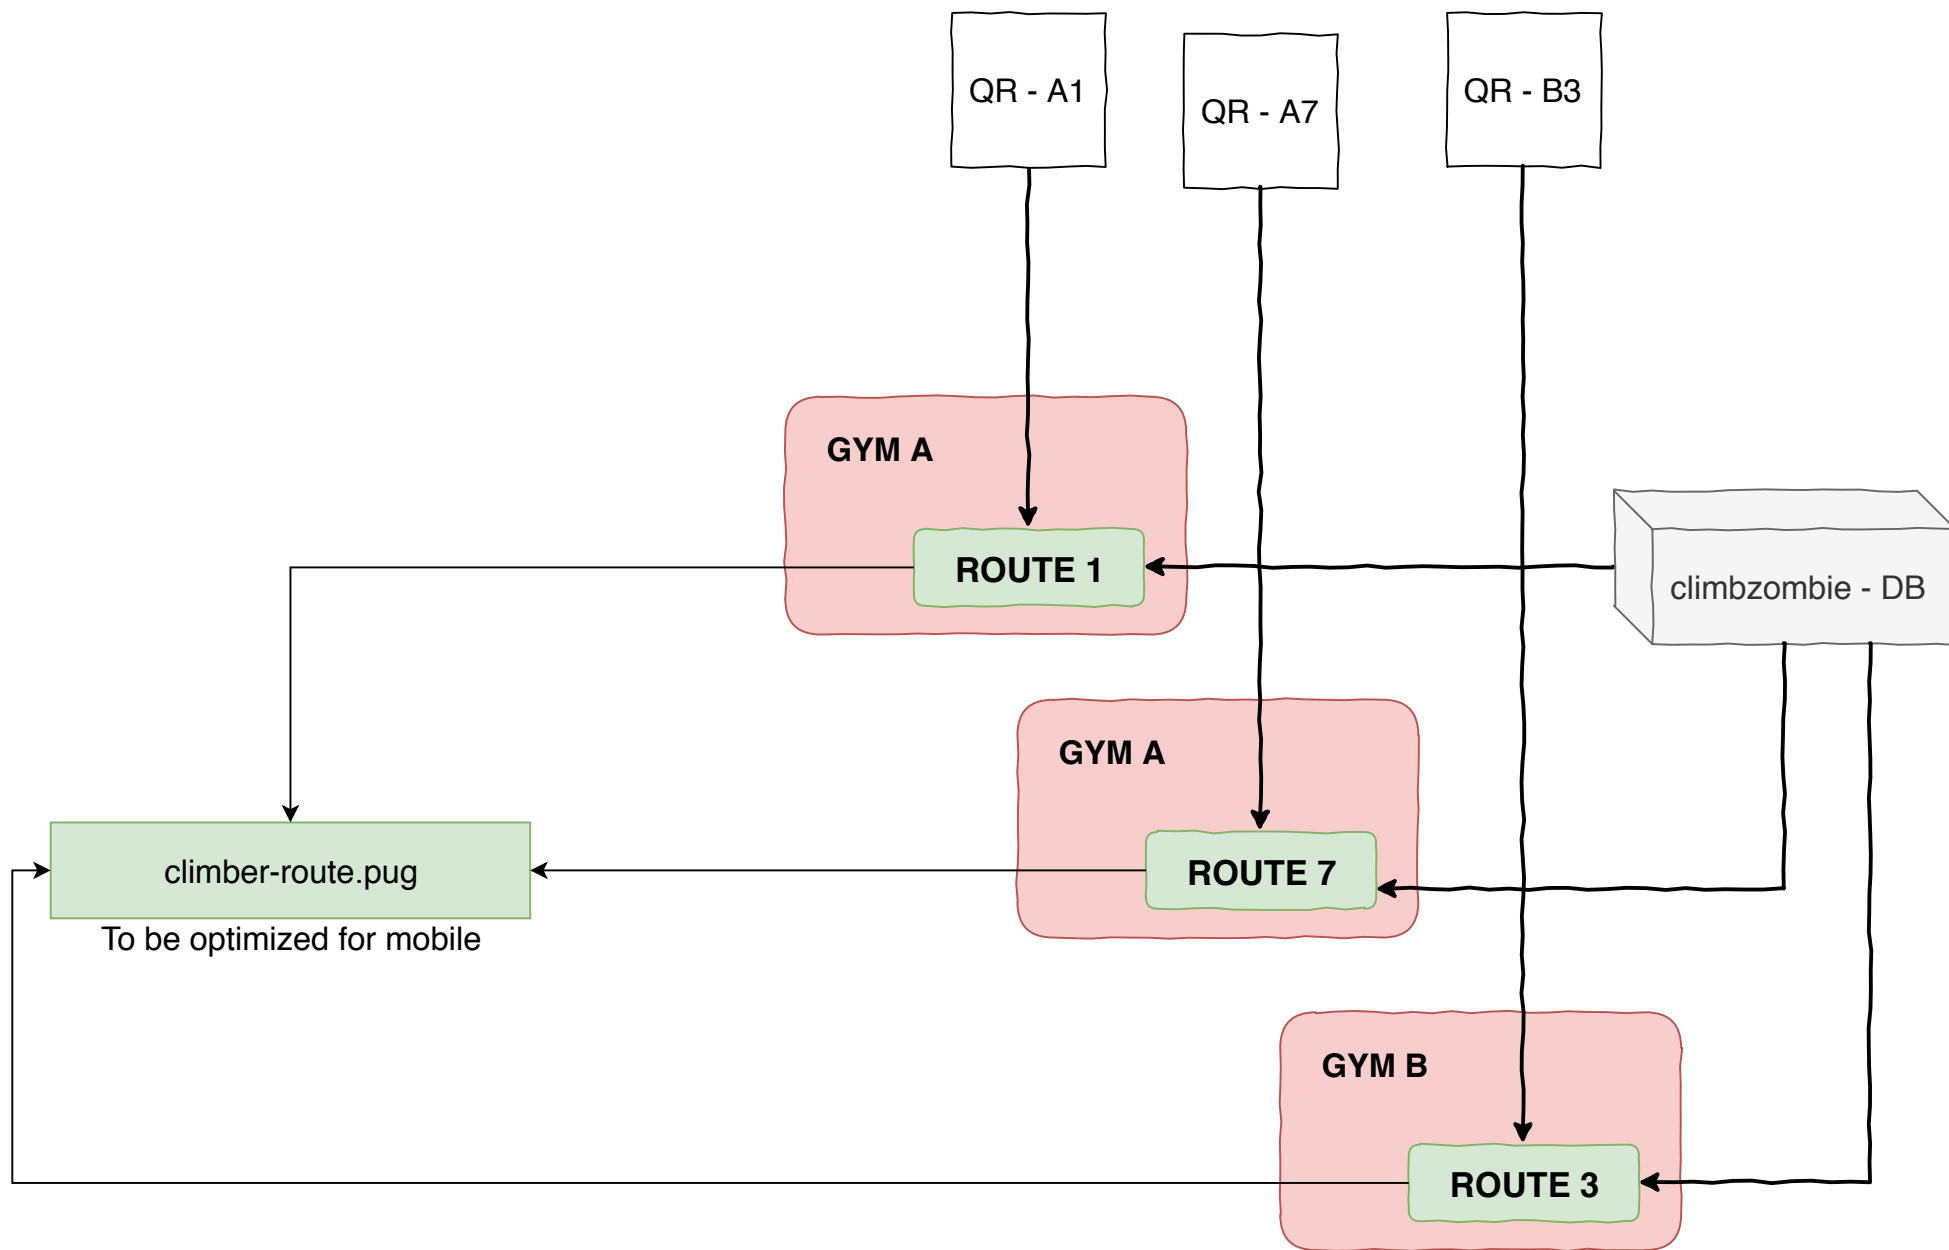 QR - A1
QR - A7
QR - B3
GYM A
ROUTE 1
climbzombie - DB
GYM A
ROUTE 7
climber-route.pug
To be optimized for mobile
GYM B
ROUTE 3